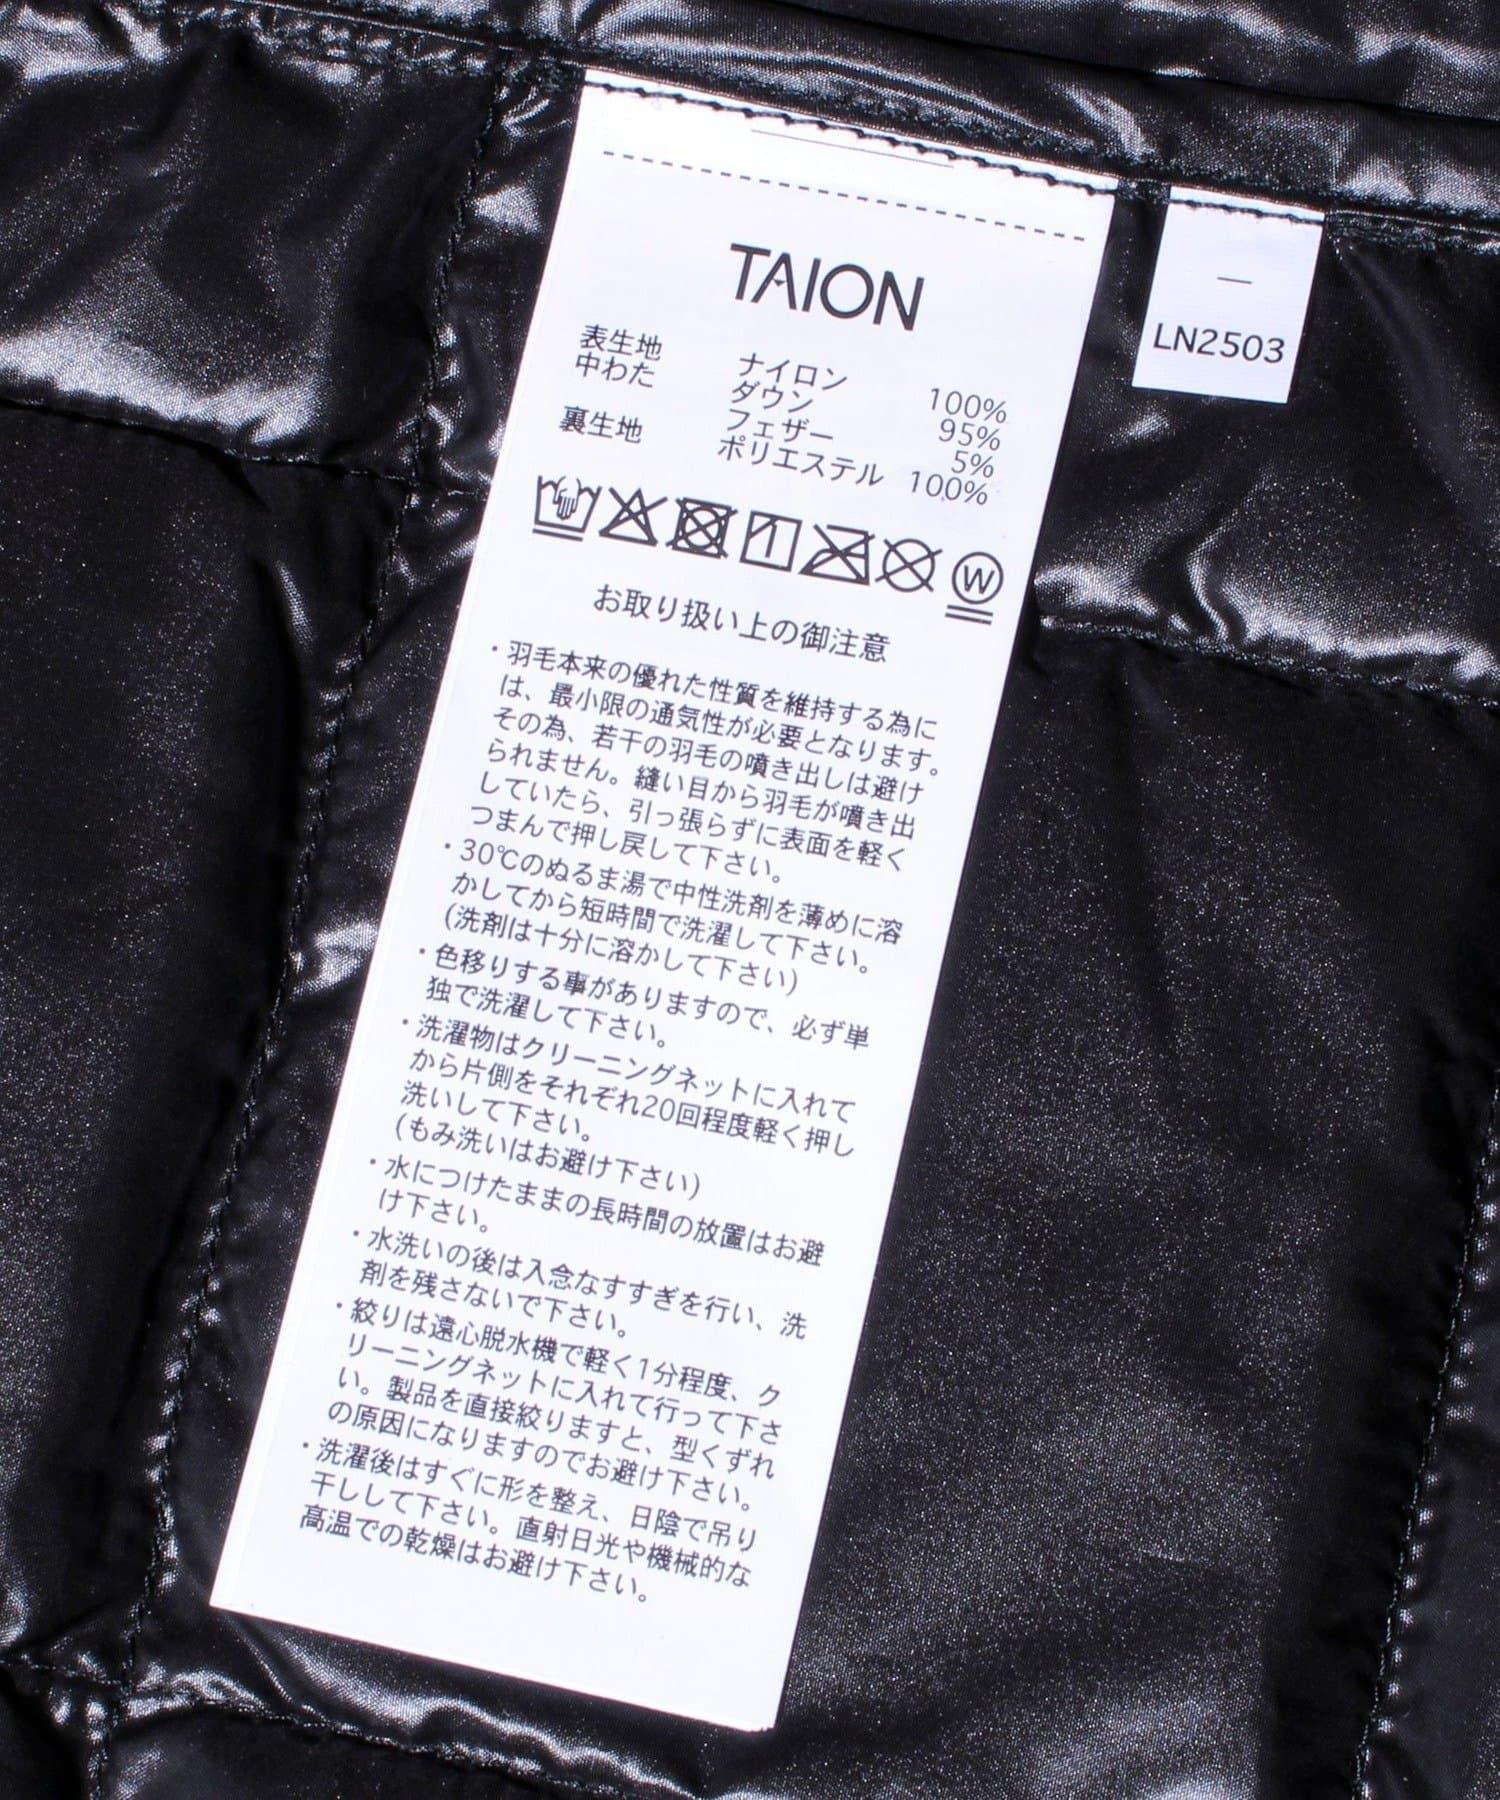 TAION
表生地 ナイロン 100%
中わた ダウン 95%
フェザー 5%
裏生地 ポリエステル 100%
W
お取り扱い上の御注意
・羽毛本来の優れた性質を維持する為に
は、最小限の通気性が必要となります。
その為、若干の羽毛の噴き出しは避け
られません。縫い目から羽毛が噴き出
していたら、引っ張らずに表面を軽く
つまんで押し戻して下さい。
・30℃のぬるま湯で中性洗剤を薄めに溶
かしてから短時間で洗濯して下さい。
(洗剤は十分に溶かして下さい)
・色移りする事がありますので、必ず単
独で洗濯して下さい。
・洗濯物はクリーニングネットに入れて
から片側をそれぞれ20回程度軽く押し
洗いして下さい。
(もみ洗いはお避け下さい)
・水につけたままの長時間の放置はお避
け下さい。
・水洗いの後は入念なすすぎを行い、洗
剤を残さないで下さい。
・絞りは遠心脱水機で軽く1分程度、ク
リーニングネットに入れて行って下さ
い。製品を直接絞りますと、型くずれ
の原因になりますのでお避け下さい。
・洗濯後はすぐに形を整え、日陰で吊り
干しして下さい。直射日光や機械的な
高温での乾燥はお避け下さい。
—
LN2503